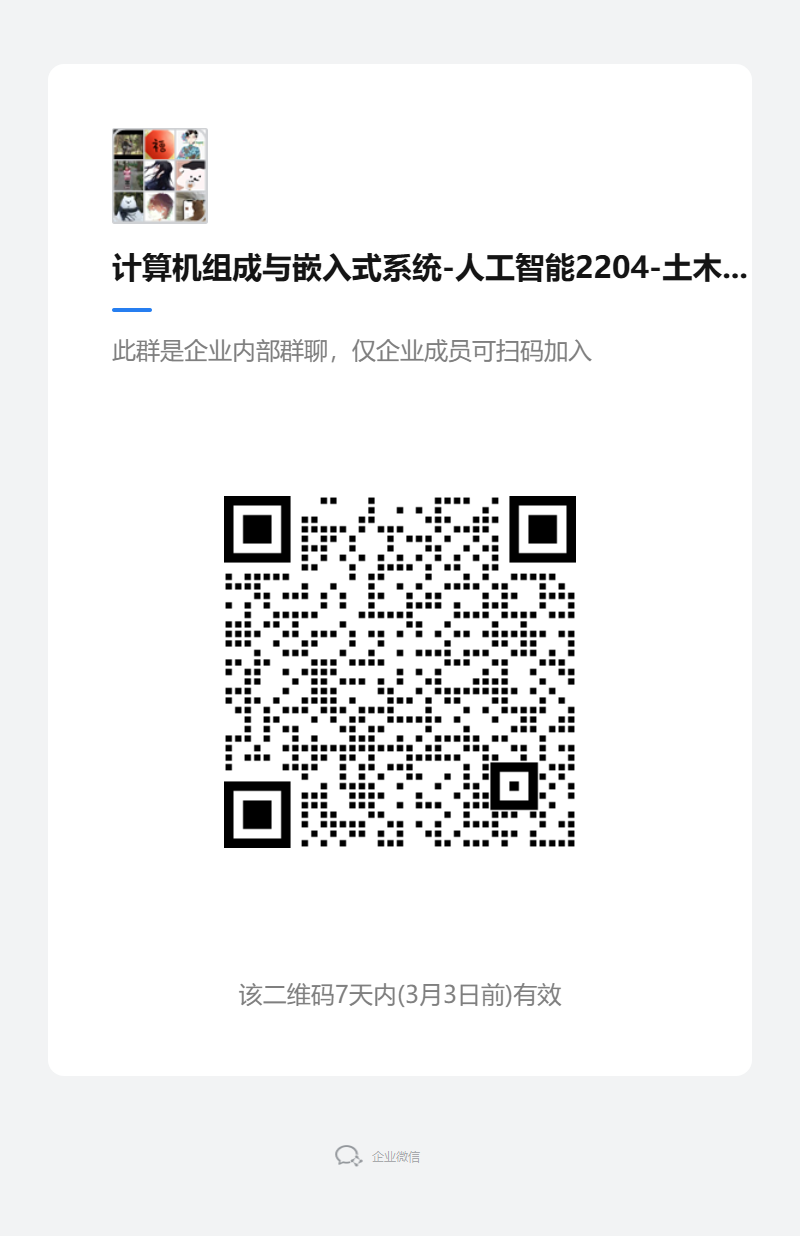 福
计算机组成与嵌入式系统-人工智能2204-土木...
此群是企业内部群聊，仅企业成员可扫码加入
该二维码7天内(3月3日前)有效
企业微信